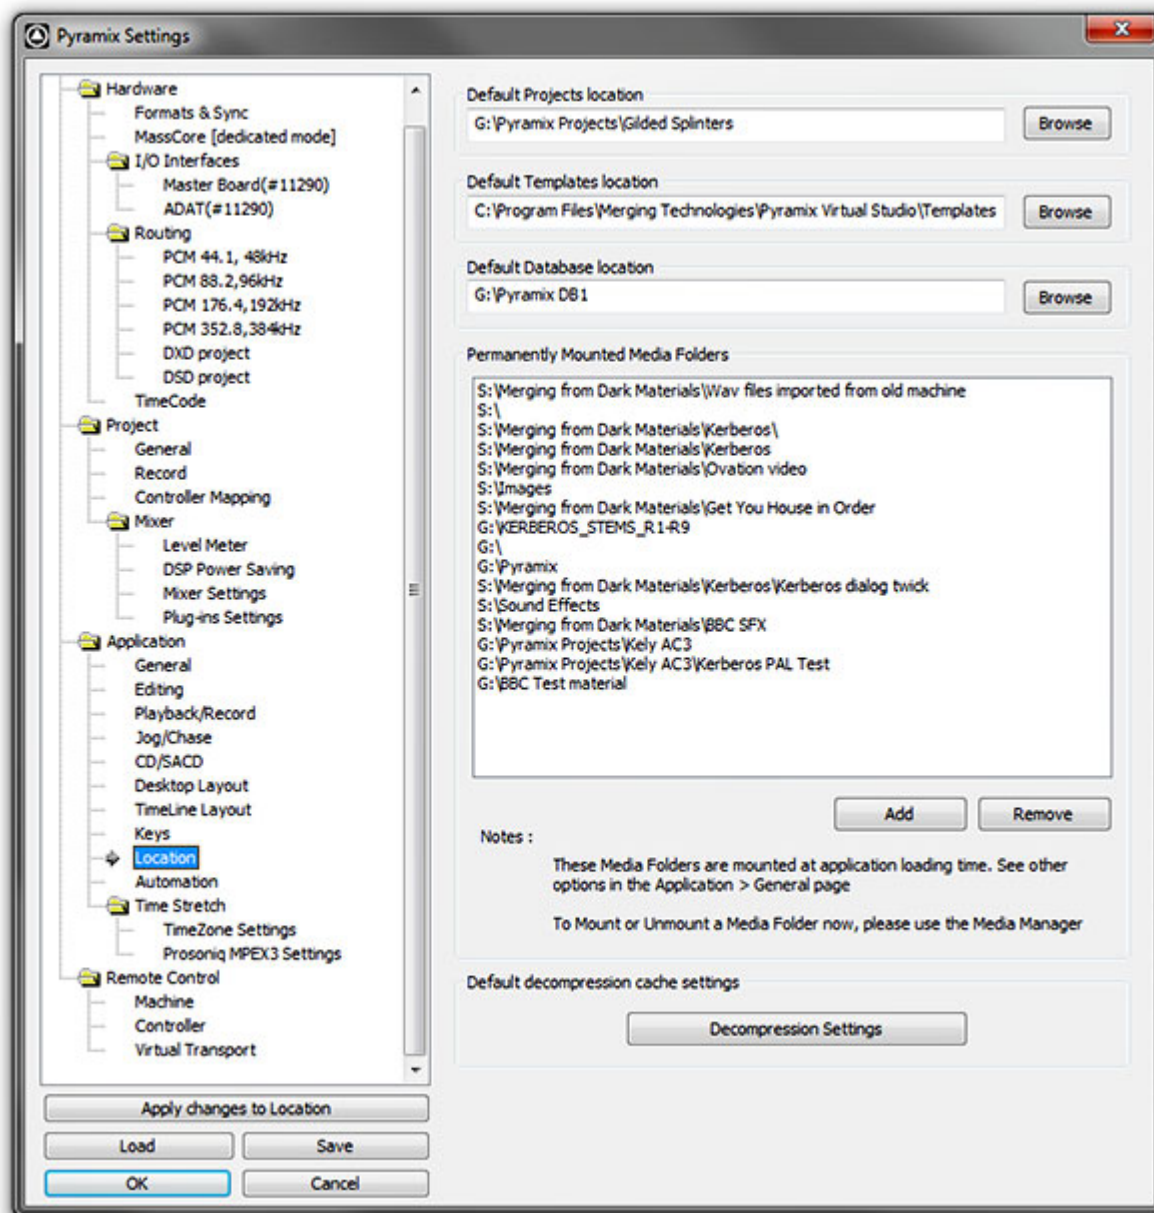 Pyramix Settings
Hardware
Formats & Sync
MassCore [dedicated mode]
I/O Interfaces
Master Board(#11290)
ADAT(#11290)
Routing
PCM 44.1, 48kHz
PCM 88.2,96kHz
PCM 176.4,192kHz
PCM 352.8,384kHz
DXD project
DSD project
TimeCode
Project
General
Record
Controller Mapping
Mixer
Level Meter
DSP Power Saving
Mixer Settings
Plug-ins Settings
Application
General
Editing
Playback/Record
Jog/Chase
CD/SACD
Desktop Layout
TimeLine Layout
Keys
Location
Automation
Time Stretch
TimeZone Settings
Prosoniq MPEX3 Settings
Remote Control
Machine
Controller
Virtual Transport
Apply changes to Location
Load Save
OK Cancel
Default Projects location
G:\Pyramix Projects\Gilded Splinters Browse
Default Templates location
C:\Program Files\Merging Technologies\Pyramix Virtual Studio\Templates Browse
Default Database location
G:\Pyramix DB1 Browse
Permanently Mounted Media Folders
S:\Merging from Dark Materials\Wav files imported from old machine
S:\
S:\Merging from Dark Materials\Kerberos\
S:\Merging from Dark Materials\Kerberos
S:\Merging from Dark Materials\Ovation video
S:\Images
S:\Merging from Dark Materials\Get You House in Order
G:\KERBEROS_STEMS_R1-R9
G:\
G:\Pyramix
S:\Merging from Dark Materials\Kerberos\Kerberos dialog twick
S:\Sound Effects
S:\Merging from Dark Materials\BBC SFX
G:\Pyramix Projects\Kely AC3
G:\Pyramix Projects\Kely AC3\Kerberos PAL Test
G:\BBC Test material
Add Remove
Notes :
These Media Folders are mounted at application loading time. See other
options in the Application > General page
To Mount or Unmount a Media Folder now, please use the Media Manager
Default decompression cache settings
Decompression Settings